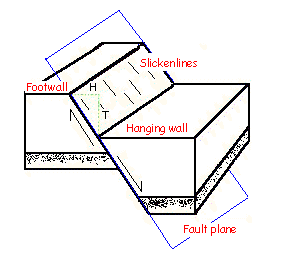 Slickenlines
Footwall
H
T
Hanging wall
Fault plane